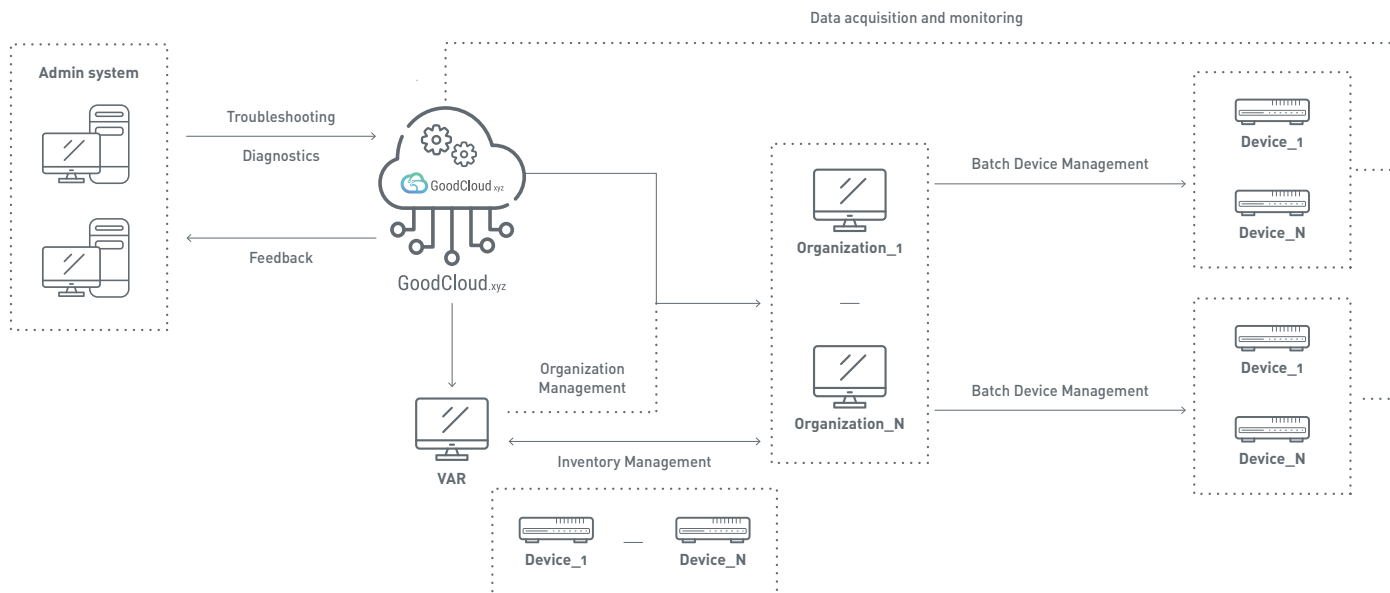 Data acquisition and monitoring
Admin system
Troubleshooting
Diagnostics
Feedback
GoodCloud.xyz
GoodCloud.xyz
Organization
Management
VAR
Inventory Management
Device_1
Device_N
Organization_1
Organization_N
Batch Device Management
Batch Device Management
Device_1
Device_N
Device_1
Device_N